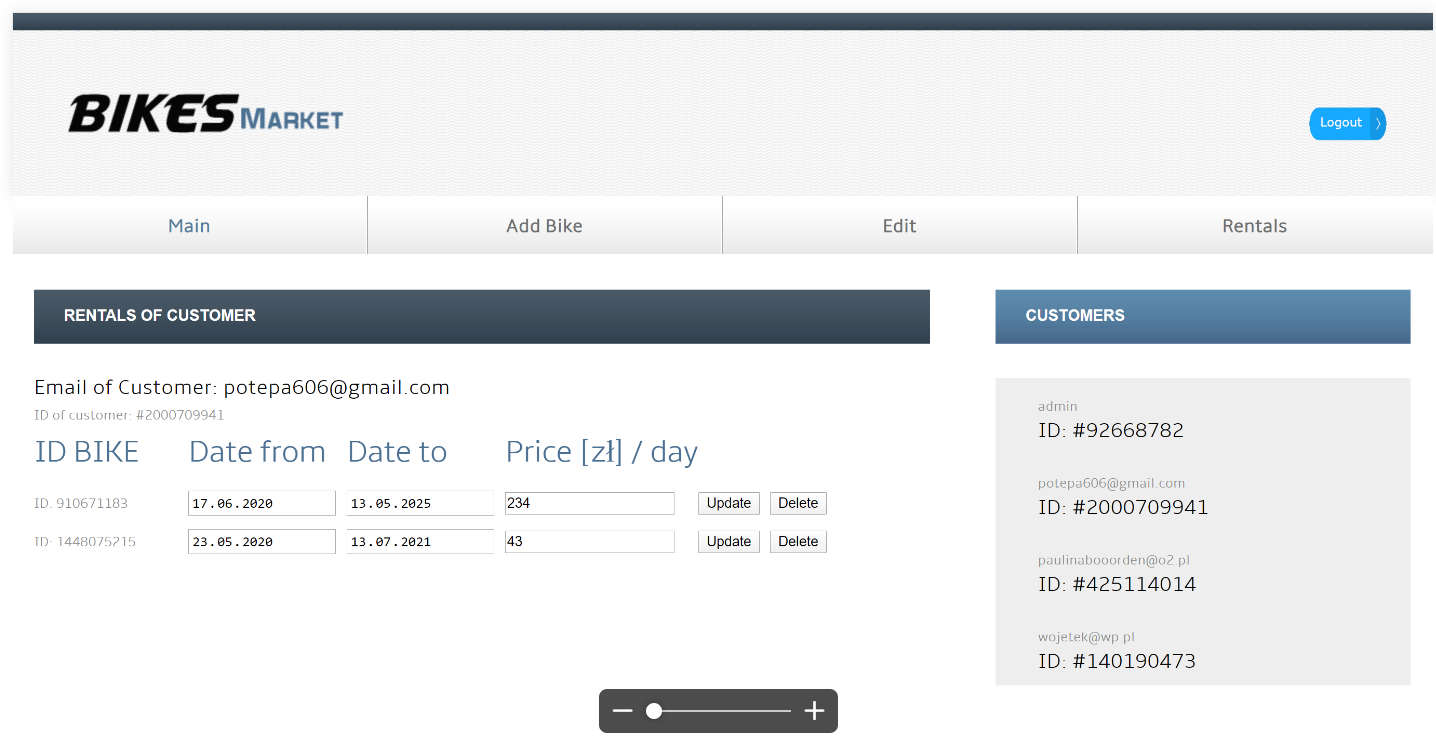 BIKES MARKET
Logout
Main
Add Bike
Edit
Rentals
RENTALS OF CUSTOMER
Email of Customer: potepa606@gmail.com
ID of customer: #2000709941
ID BIKE Date from Date to Price [zł] / day
ID: 910671183 17.06.2020 13.05.2025 234 Update Delete
ID: 1448075215 23.05.2020 13.07.2021 43 Update Delete
CUSTOMERS
admin
ID: #92668782
potepa606@gmail.com
ID: #2000709941
paulinabooorden@o2.pl
ID: #425114014
wojetek@wp.pl
ID: #140190473